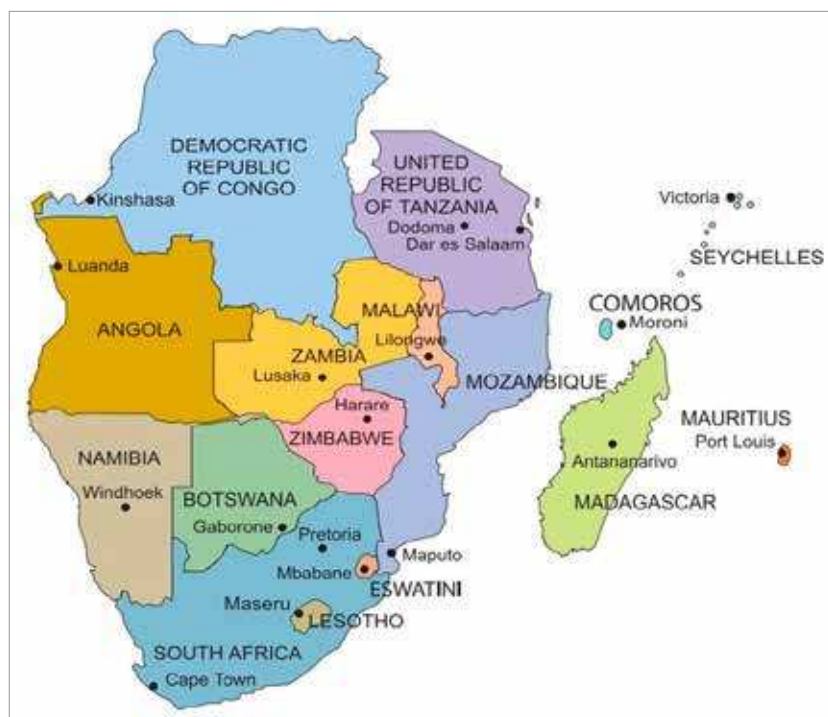 DEMOCRATIC
REPUBLIC
OF CONGO
Kinshasa
UNITED
REPUBLIC
OF TANZANIA
Dodoma
Dar es Salaam
Victoria
SEYCHELLES
Luanda
ANGOLA
MALAWI
Lilongwe
ZAMBIA
Lusaka
COMOROS
Moroni
MOZAMBIQUE
Harare
ZIMBABWE
MAURITIUS
Port Louis
Antananarivo
MADAGASCAR
NAMIBIA
Windhoek
BOTSWANA
Gaborone
Pretoria
Maputo
Mbabane
ESWATINI
Maseru
LESOTHO
SOUTH AFRICA
Cape Town